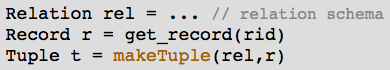 Relation rel = ... // relation schema
Record r = get_record(rid)
Tuple t = makeTuple(rel,r)